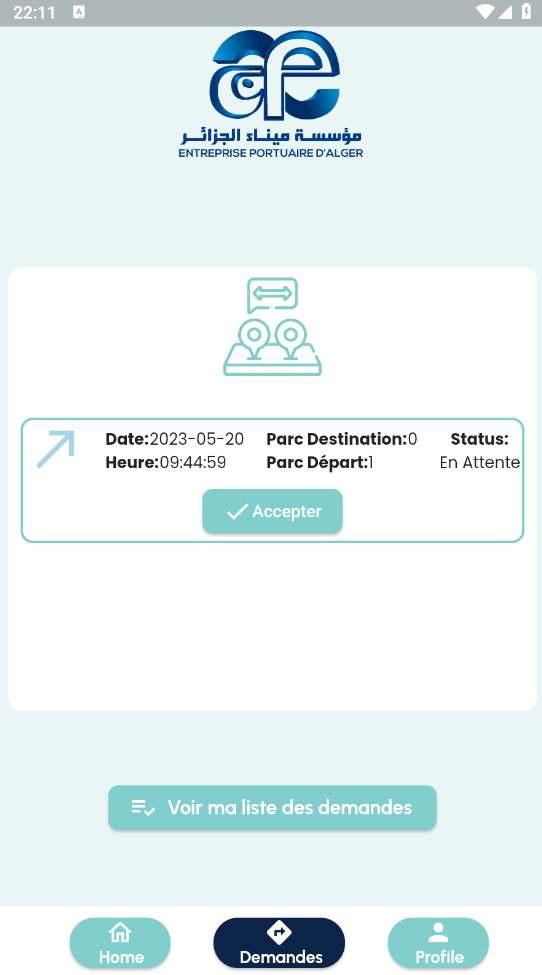 22:11
A
مؤسسة ميناء الجزائر
ENTREPRISE PORTUAIRE D'ALGER
Date:2023-05-20 Parc Destination:0 Status:
Heure:09:44:59 Parc Départ:1 En Attente
Accepter
Voir ma liste des demandes
Home Demandes Profile